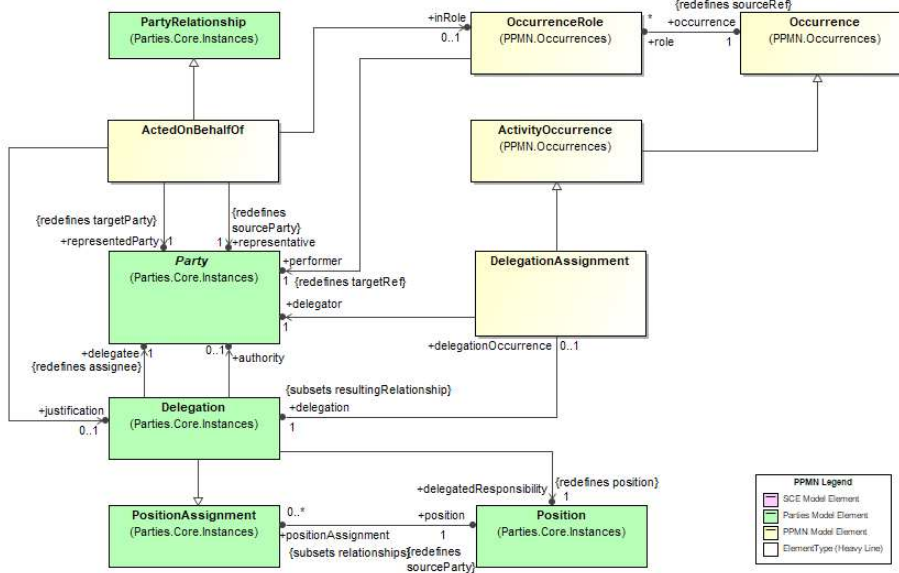 PartyRelationship
(Parties.Core.Instances)
+inRole
0..1
OccurrenceRole
(PPMN.Occurrences)
{redefines sourceRef}
* +occurrence
+role 1
Occurrence
(PPMN.Occurrences)
ActedOnBehalfOf
ActivityOccurrence
(PPMN.Occurrences)
{redefines targetParty}
+representedParty 1
{redefines
sourceParty}
1 +representative
Party
(Parties.Core.Instances)
+performer
1 {redefines targetRef}
+delegator
1
DelegationAssignment
+delegationOccurrence 0..1
+delegatee 1
{redefines assignee}
0..1 +authority
{subsets resultingRelationship}
+delegation
1
+justification
0..1
Delegation
(Parties.Core.Instances)
+delegatedResponsibility
{redefines position}
1
PositionAssignment
(Parties.Core.Instances)
0..*
+positionAssignment
{subsets relationships}
+position
1
{redefines
sourceParty}
Position
(Parties.Core.Instances)
PPMN Legend
SCE Model Element
Parties Model Element
PPMN Model Element
ElementType (Heavy Line)